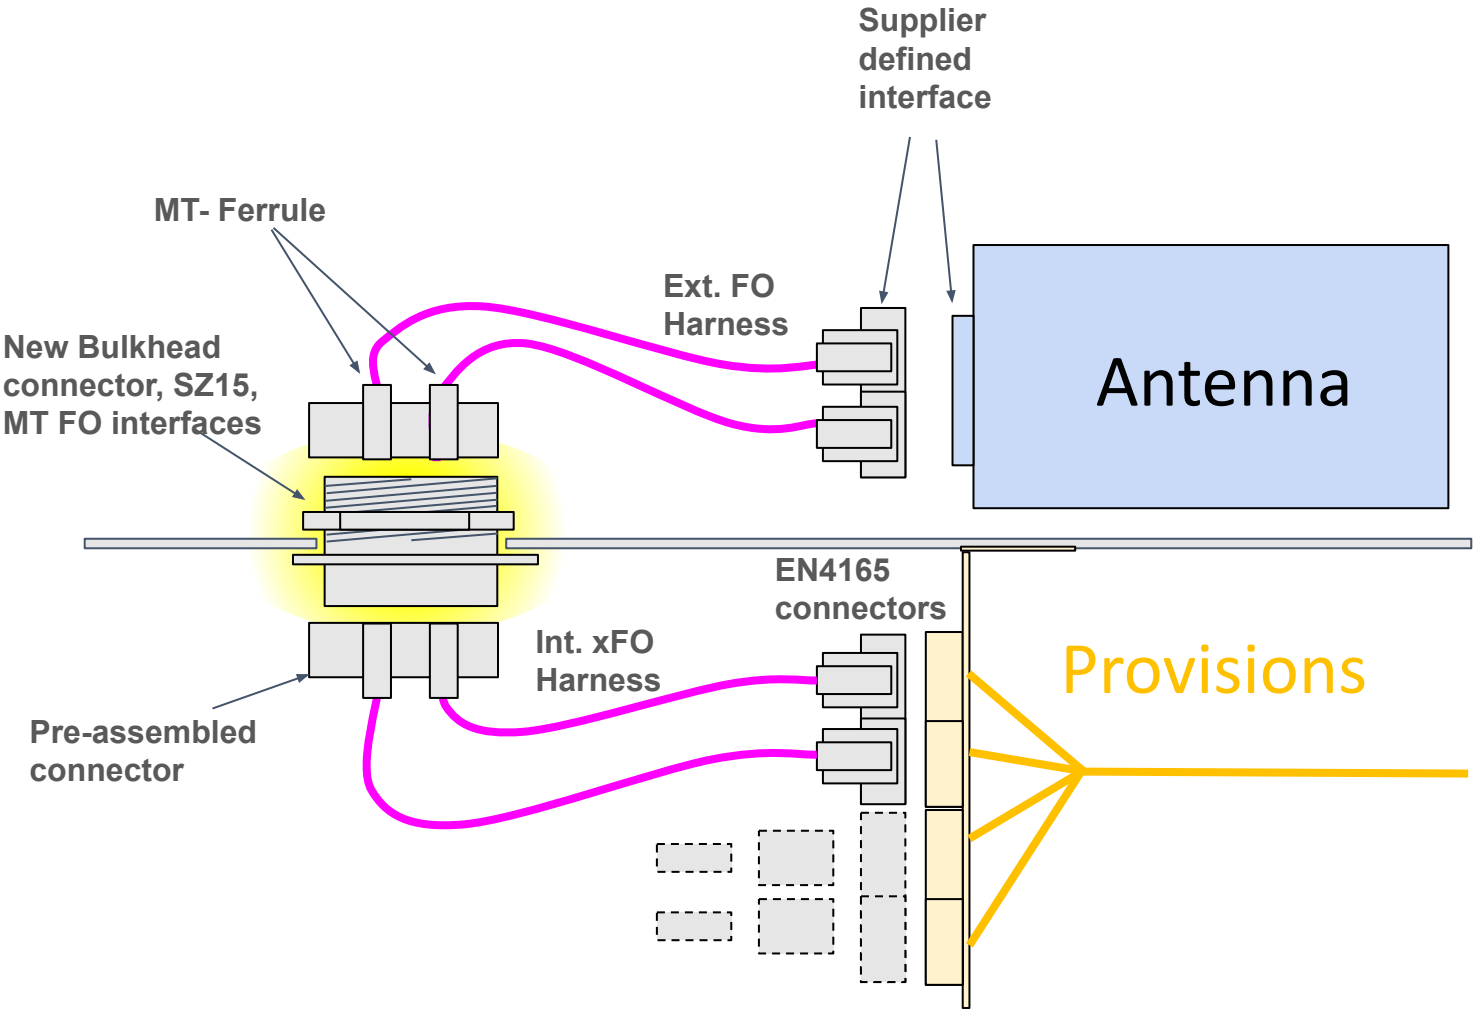 Supplier
defined
interface
MT- Ferrule
Ext. FO
Harness
New Bulkhead
connector, SZ15,
MT FO interfaces
Antenna
EN4165
connectors
Int. xFO
Harness
Provisions
Pre-assembled
connector